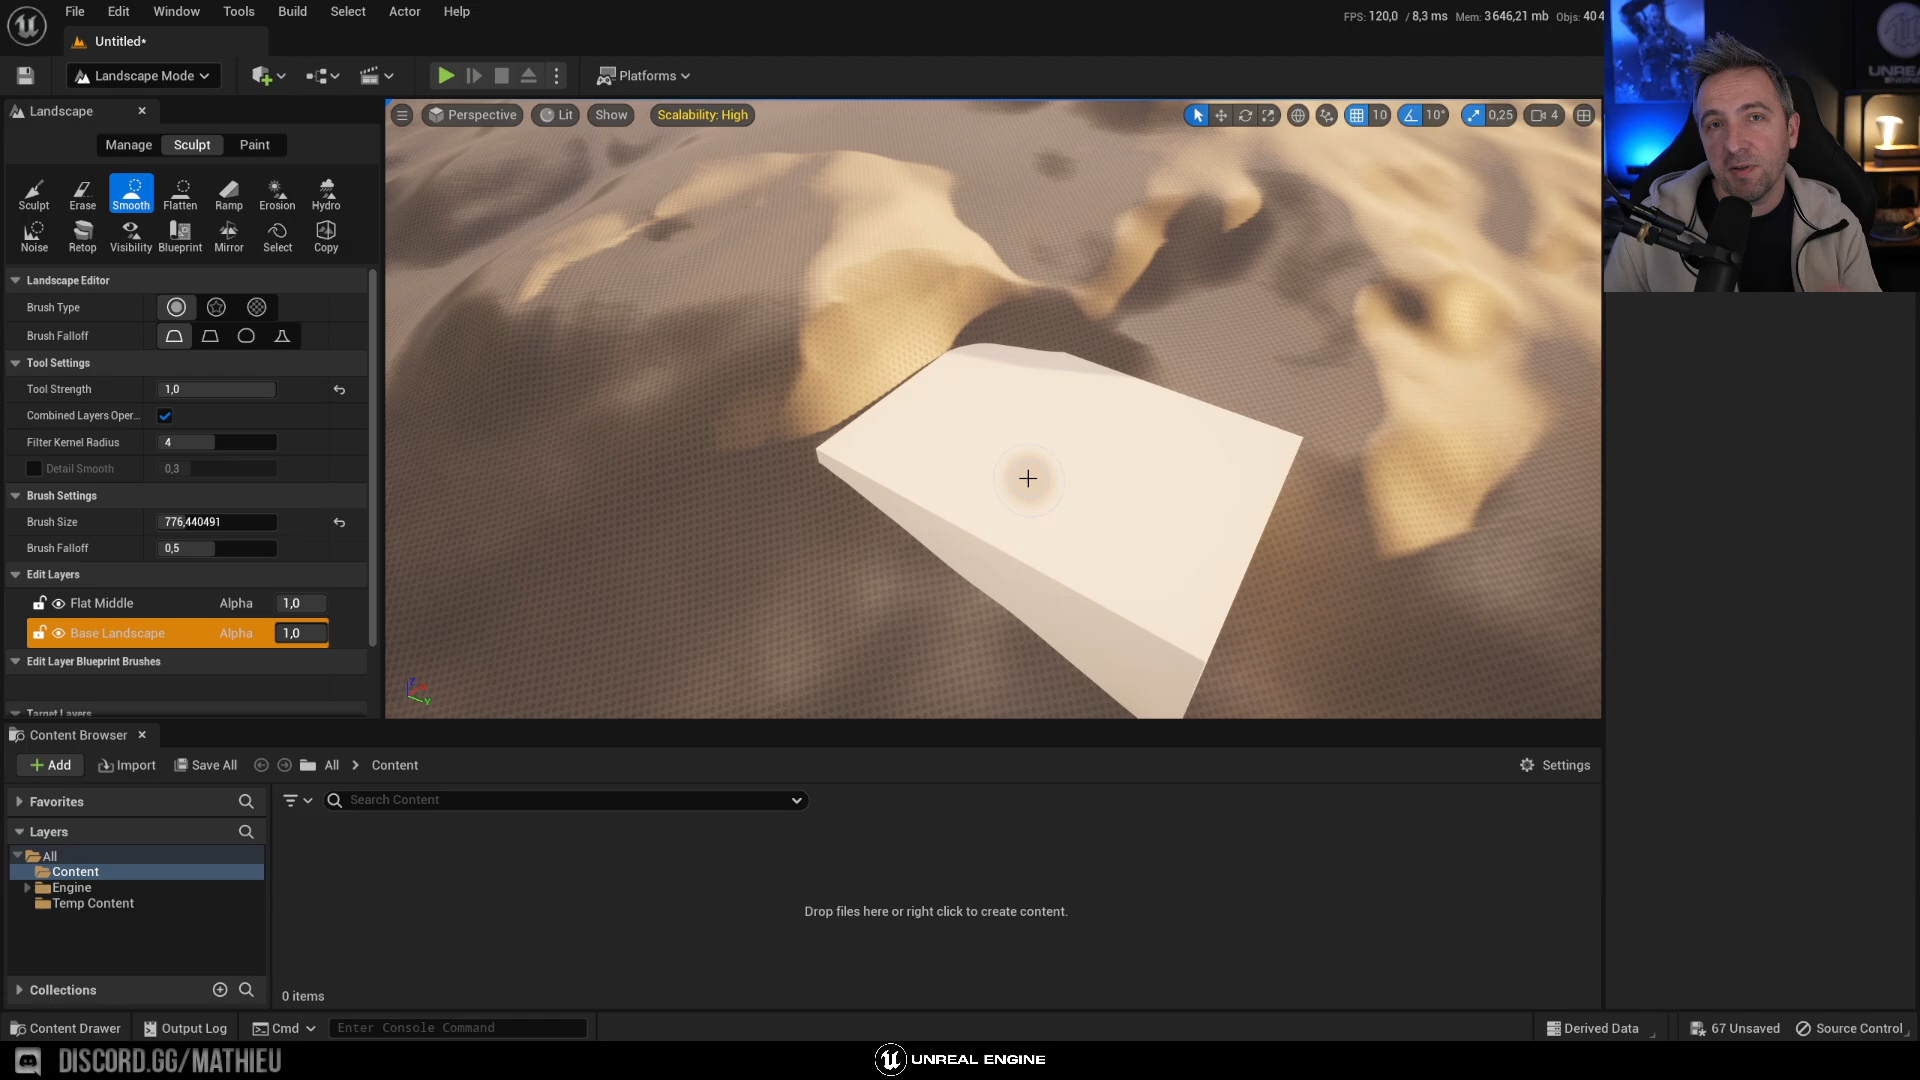 File Edit Window Tools Build Select Actor Help
FPS: 120,0 / 8,3 ms Mem: 3 646,21 mb Objs: 40 4
Untitled*
Landscape Mode
Platforms
Landscape
Perspective Lit Show Scalability: High
10 10° 0,25 4
Manage Sculpt Paint
Sculpt Erase Smooth Flatten Ramp Erosion Hydro
Noise Retop Visibility Blueprint Mirror Select Copy
Landscape Editor
Brush Type
Brush Falloff
Tool Settings
Tool Strength 1,0
Combined Layers Oper...
Filter Kernel Radius 4
Detail Smooth 0,3
Brush Settings
Brush Size 776,440491
Brush Falloff 0,5
Edit Layers
Flat Middle Alpha 1,0
Base Landscape Alpha 1,0
Edit Layer Blueprint Brushes
Target Layers
Z
Y
Content Browser
Add Import Save All All Content
Settings
Favorites
Search Content
Layers
All
Content
Engine
Temp Content
Drop files here or right click to create content.
Collections
0 items
Content Drawer Output Log Cmd Enter Console Command
Derived Data 67 Unsaved Source Control
DISCORD.GG/MATHIEU
UNREAL ENGINE